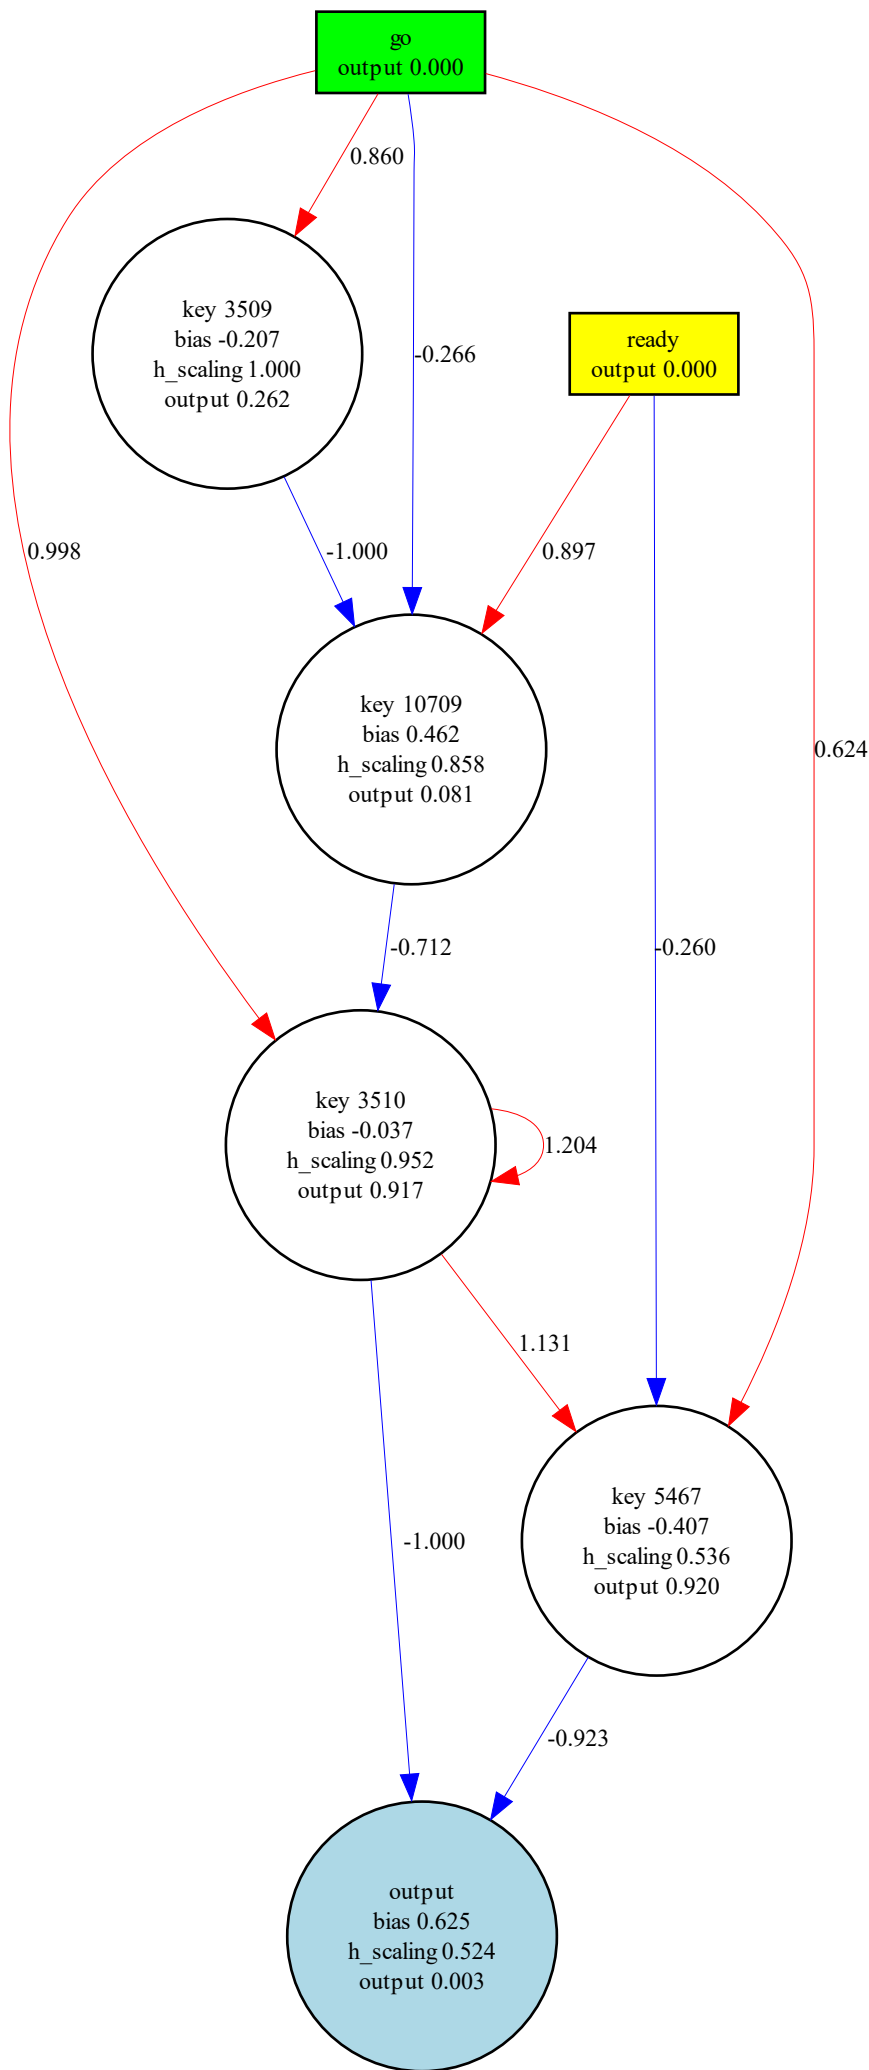 go
output 0.000
0.860
key 3509
bias -0.207
h_scaling 1.000
output 0.262
-0.266
ready
output 0.000
0.998
-1.000
0.897
key 10709
bias 0.462
h_scaling 0.858
output 0.081
0.624
-0.712
-0.260
key 3510
bias -0.037
h_scaling 0.952
output 0.917
1.204
1.131
key 5467
bias -0.407
h_scaling 0.536
output 0.920
-1.000
-0.923
output
bias 0.625
h_scaling 0.524
output 0.003